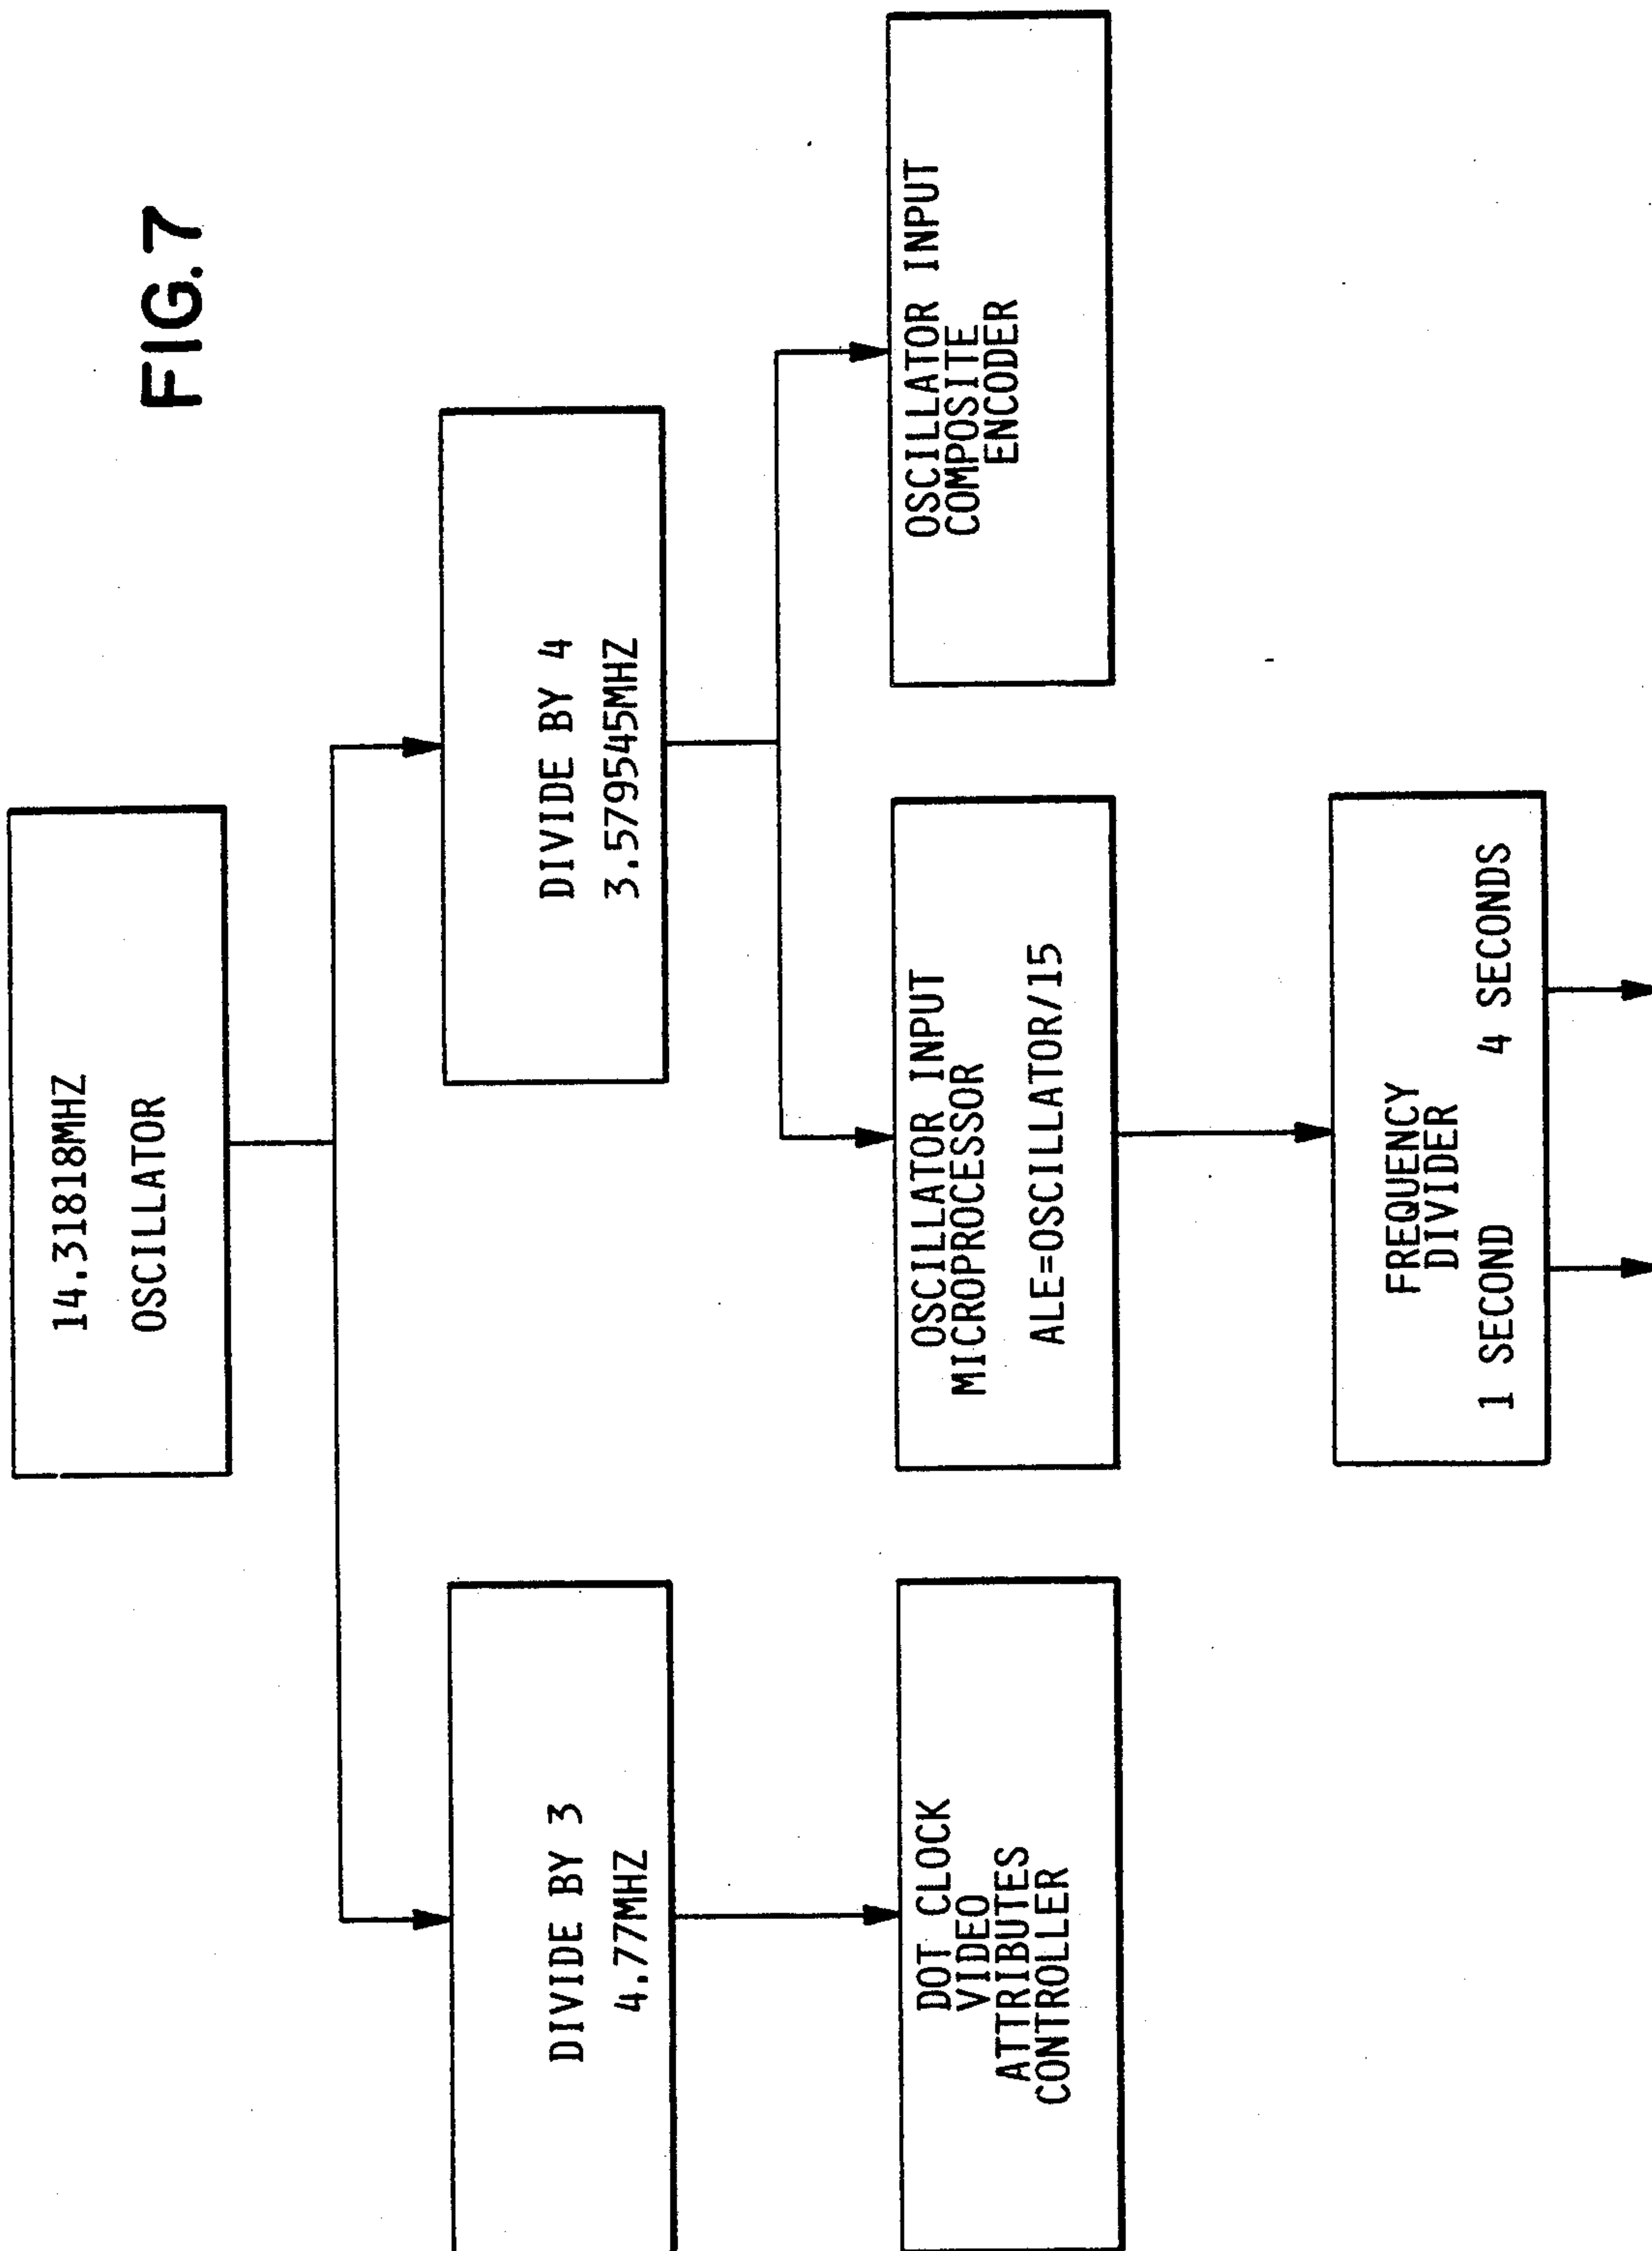 FIG.7
14.31818MHZ
OSCILLATOR
DIVIDE BY 3
4.77MHZ
DIVIDE BY 4
3.579545MHZ
DOT CLOCK
VIDEO
ATTRIBUTES
CONTROLLER
OSCILLATOR INPUT
MICROPROCESSOR
ALE=OSCILLATOR/15
OSCILLATOR INPUT
COMPOSITE
ENCODER
FREQUENCY
DIVIDER
1 SECOND 4 SECONDS